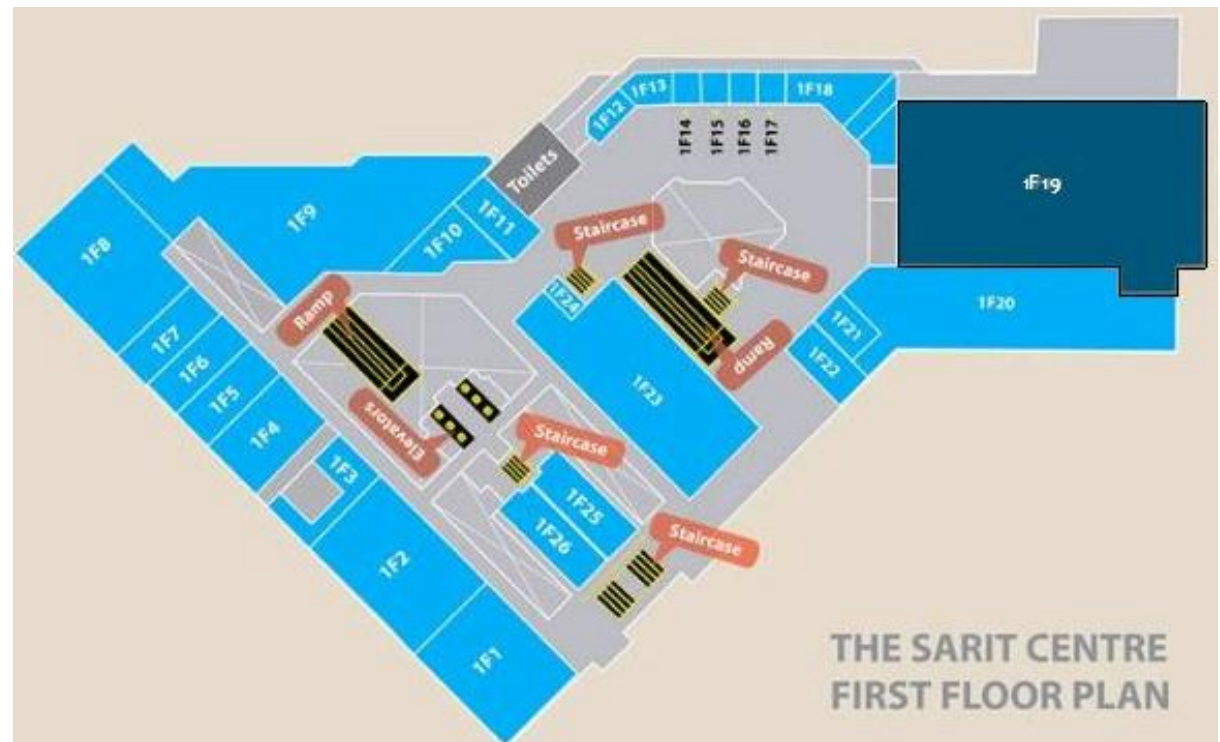 1F12
1F13
1F18
1F14
1F15
1F16
1F17
1F19
Toilets
1F11
1F10
1F9
1F8
Staircase
Staircase
1F24
1F20
1F21
1F22
Ramp
Ramp
1F23
1F7
1F6
1F5
1F4
Elevators
Staircase
1F3
1F25
1F26
Staircase
1F2
1F1
THE SARIT CENTRE
FIRST FLOOR PLAN